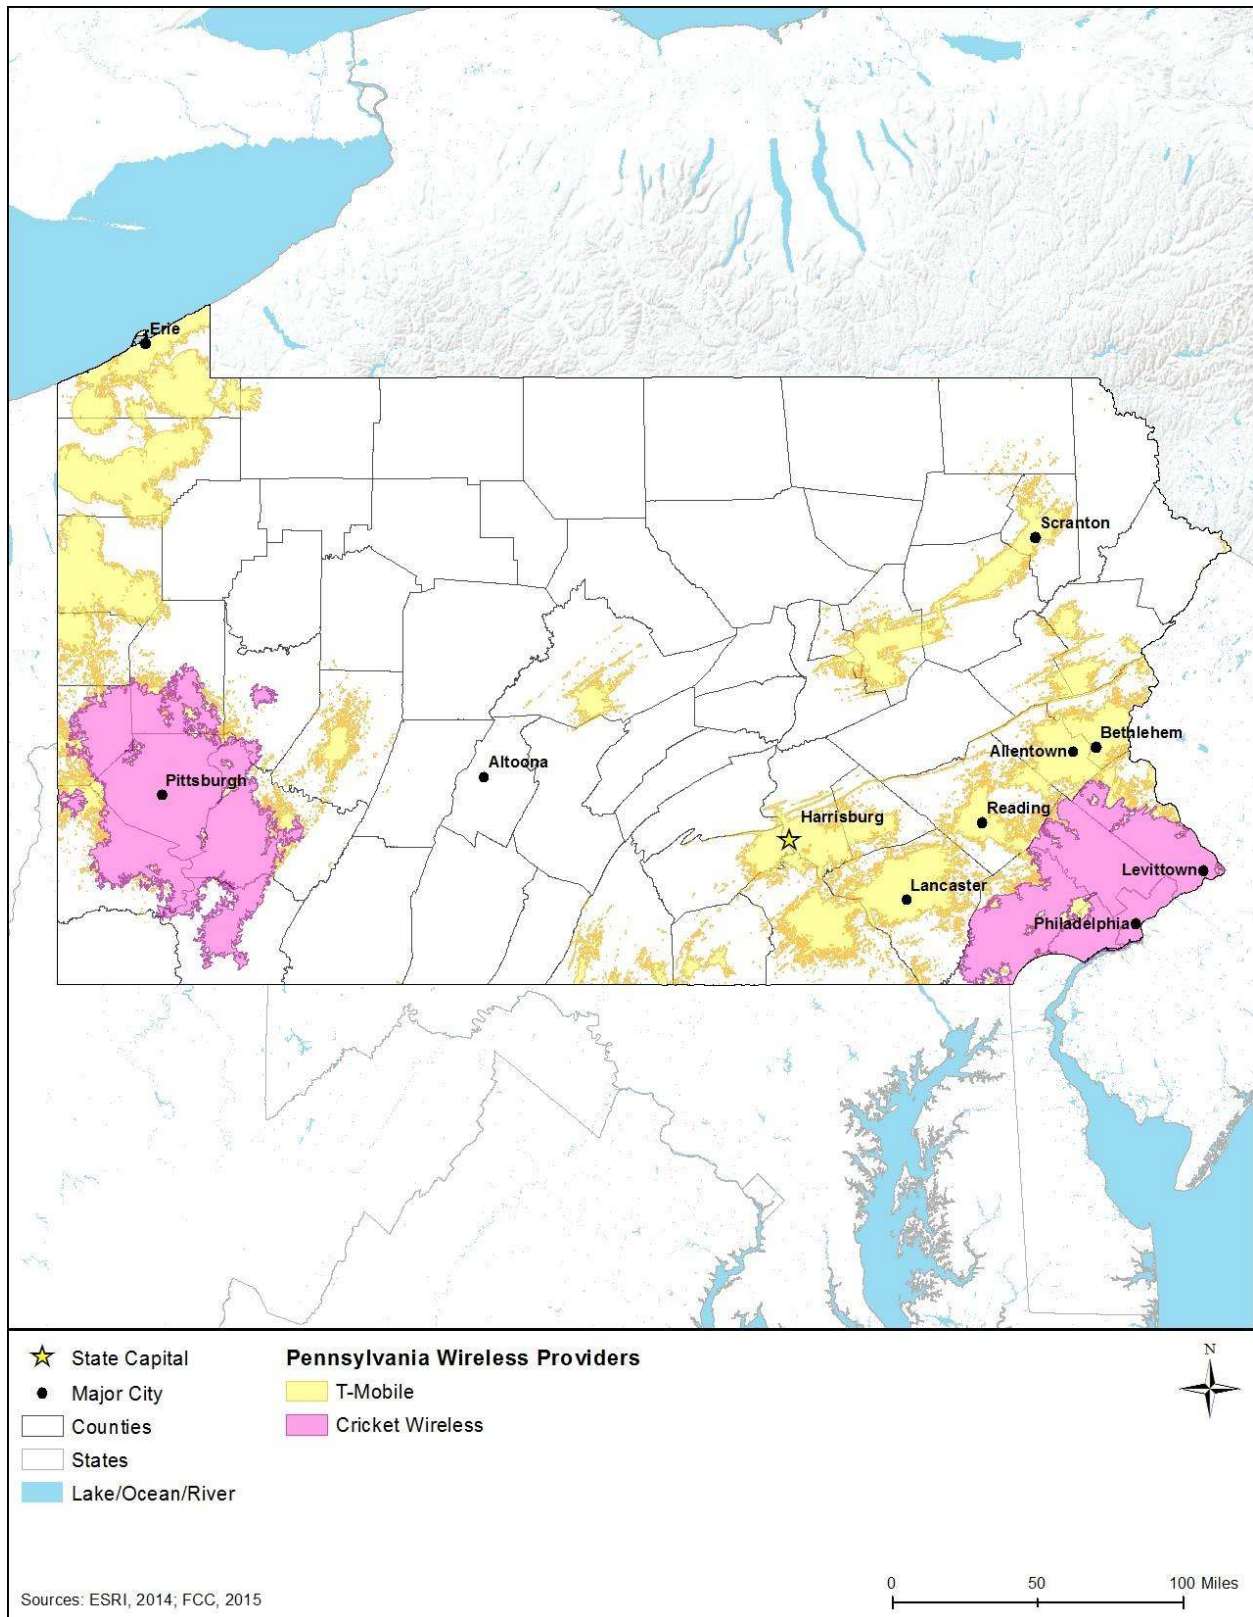 Erie
Scranton
Bethlehem
Allentown
Altoona
Pittsburgh
Reading
Harrisburg
Levittown
Lancaster
Philadelphia
State Capital
Major City
Counties
States
Lake/Ocean/River
Pennsylvania Wireless Providers
T-Mobile
Cricket Wireless
N
Sources: ESRI, 2014; FCC, 2015
0 50 100 Miles